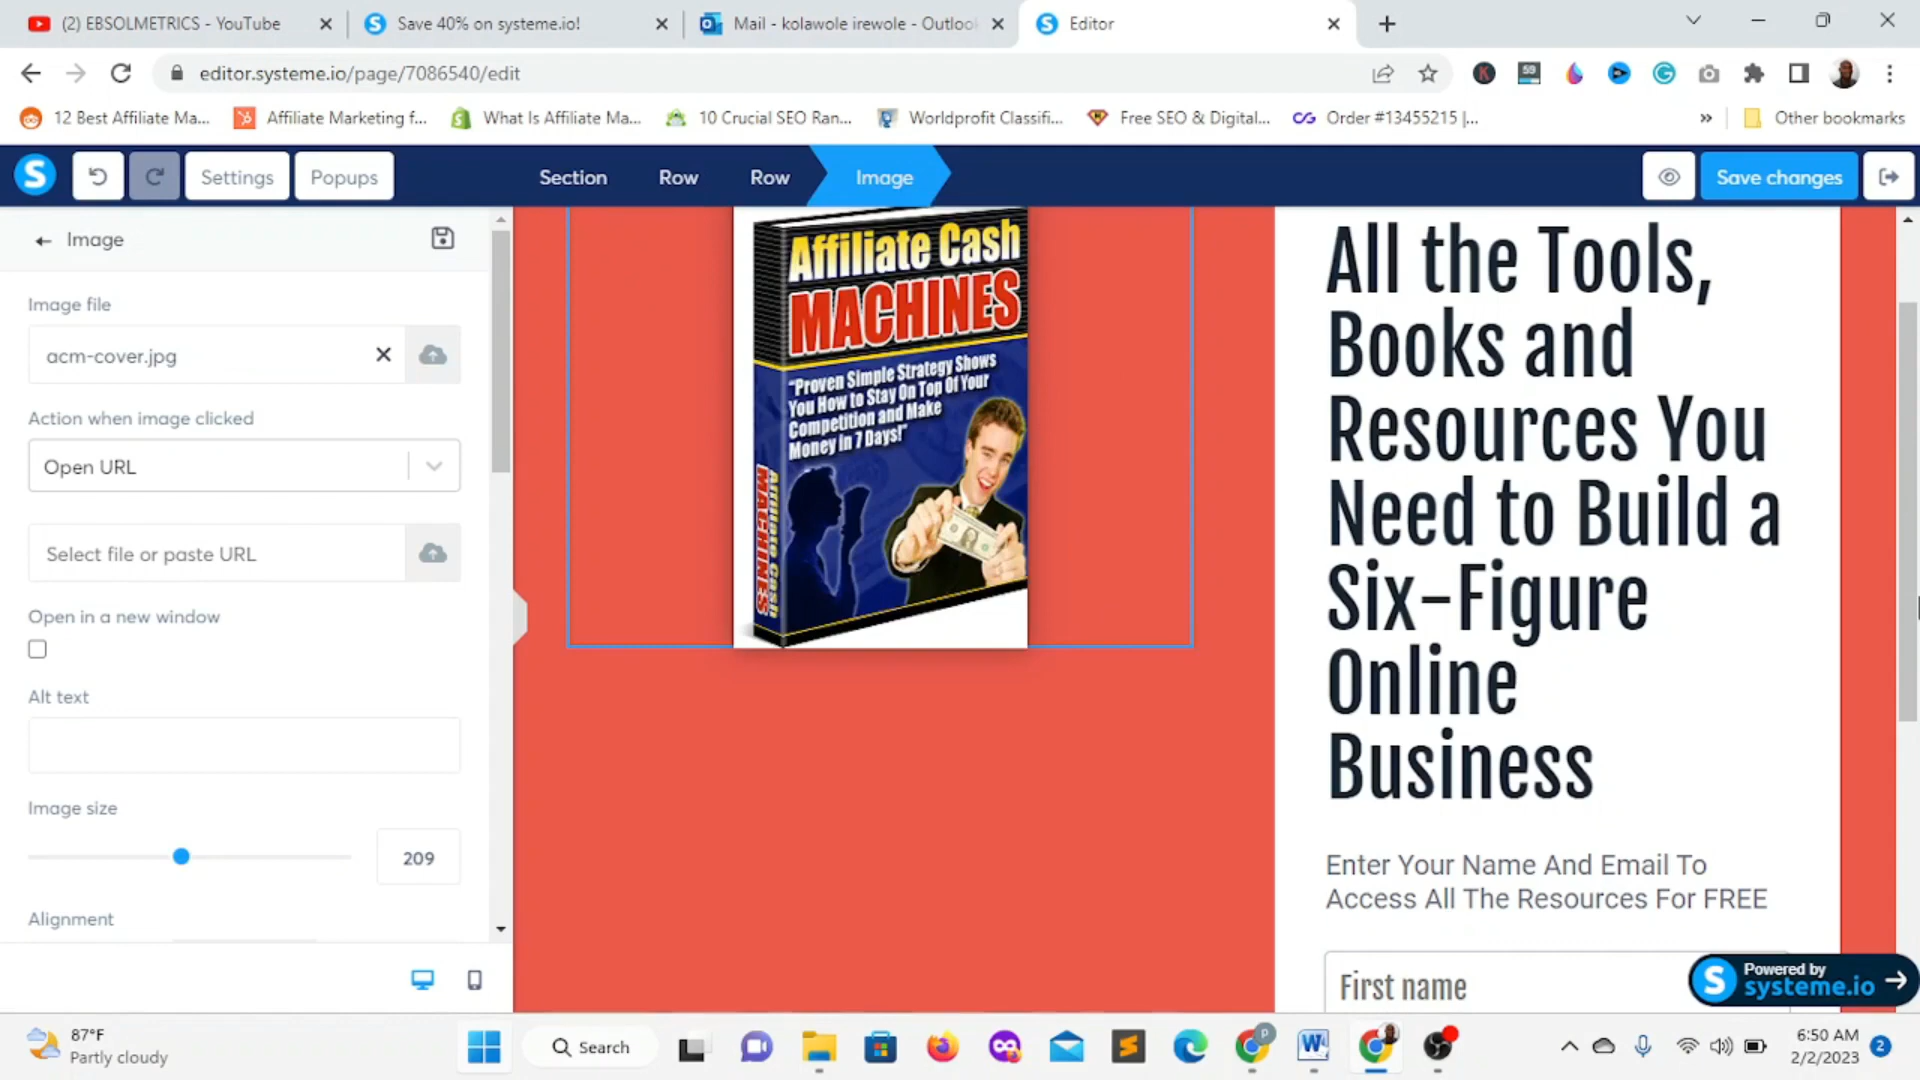 (2) EBSOLMETRICS - YouTube
Save 40% on systeme.io!
Mail - kolawole irewole - Outloo
Editor
editor.systeme.io/page/7086540/edit
59
12 Best Affiliate Ma...
Affiliate Marketing f...
What Is Affiliate Ma...
10 Crucial SEO Ran...
Worldprofit Classifi...
Free SEO & Digital...
Order #13455215 |...
Other bookmarks
Settings
Popups
Section
Row
Row
Image
Save changes
Image
Image file
acm-cover.jpg
Action when image clicked
Open URL
Select file or paste URL
Open in a new window
Alt text
Image size
209
Alignment
Affiliate Cash
MACHINES
"Proven Simple Strategy Shows
You How to Stay On Top Of Your
Competition and Make
Money in 7 Days!"
Affiliate Cash
MACHINES
All the Tools,
Books and
Resources You
Need to Build a
Six-Figure
Online
Business
Enter Your Name And Email To
Access All The Resources For FREE
First name
Powered by
systeme.io
87°F
Partly cloudy
Search
6:50 AM
2/2/2023
2